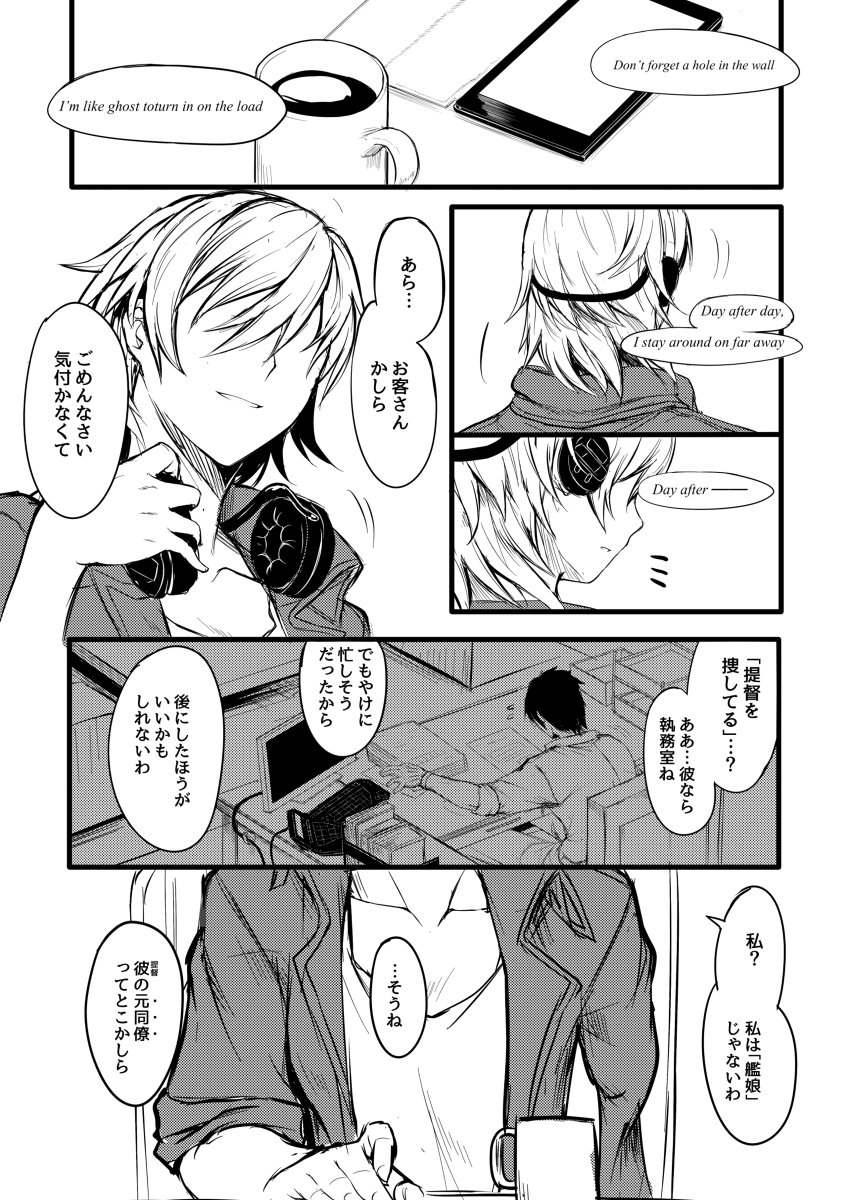 Don't forget a hole in the wall
I'm like ghost toturn in on the load
Day after day,
I stay around on far away
Day after ——
あら…
お客さん
かしら
ごめんなさい
気付かなくて
「提督を
捜してる」…?
ああ…彼なら
執務室ね
でもやけに
忙しそう
だったから
後にしたほうが
いいかも
しれないわ
私?
私は「艦娘」
じゃないわ
…そうね
提督
彼の元同僚
ってとこかしら